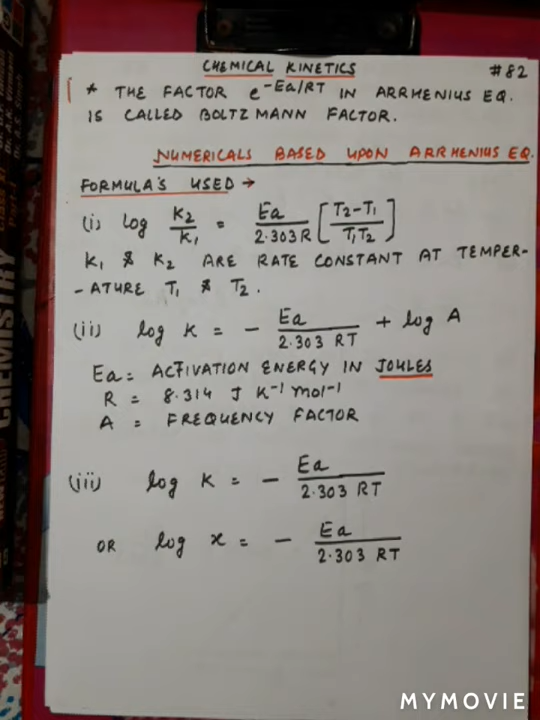 CHEMICAL KINETICS #82
* THE FACTOR e^-Ea/RT IN ARRHENIUS EQ.
IS CALLED BOLTZMANN FACTOR.
NUMERICALS BASED UPON ARRHENIUS EQ.
FORMULA'S USED →
(i) log K2/K1 = Ea/2.303R [T2-T1/T1T2]
K1 & K2 ARE RATE CONSTANT AT TEMPER-
-ATURE T1 & T2.
(ii) log K = - Ea/2.303 RT + log A
Ea = ACTIVATION ENERGY IN JOULES
R = 8.314 J K^-1 mol^-1
A = FREQUENCY FACTOR
(iii) log K = - Ea/2.303 RT
OR log x = - Ea/2.303 RT
CHEMISTRY
MYMOVIE